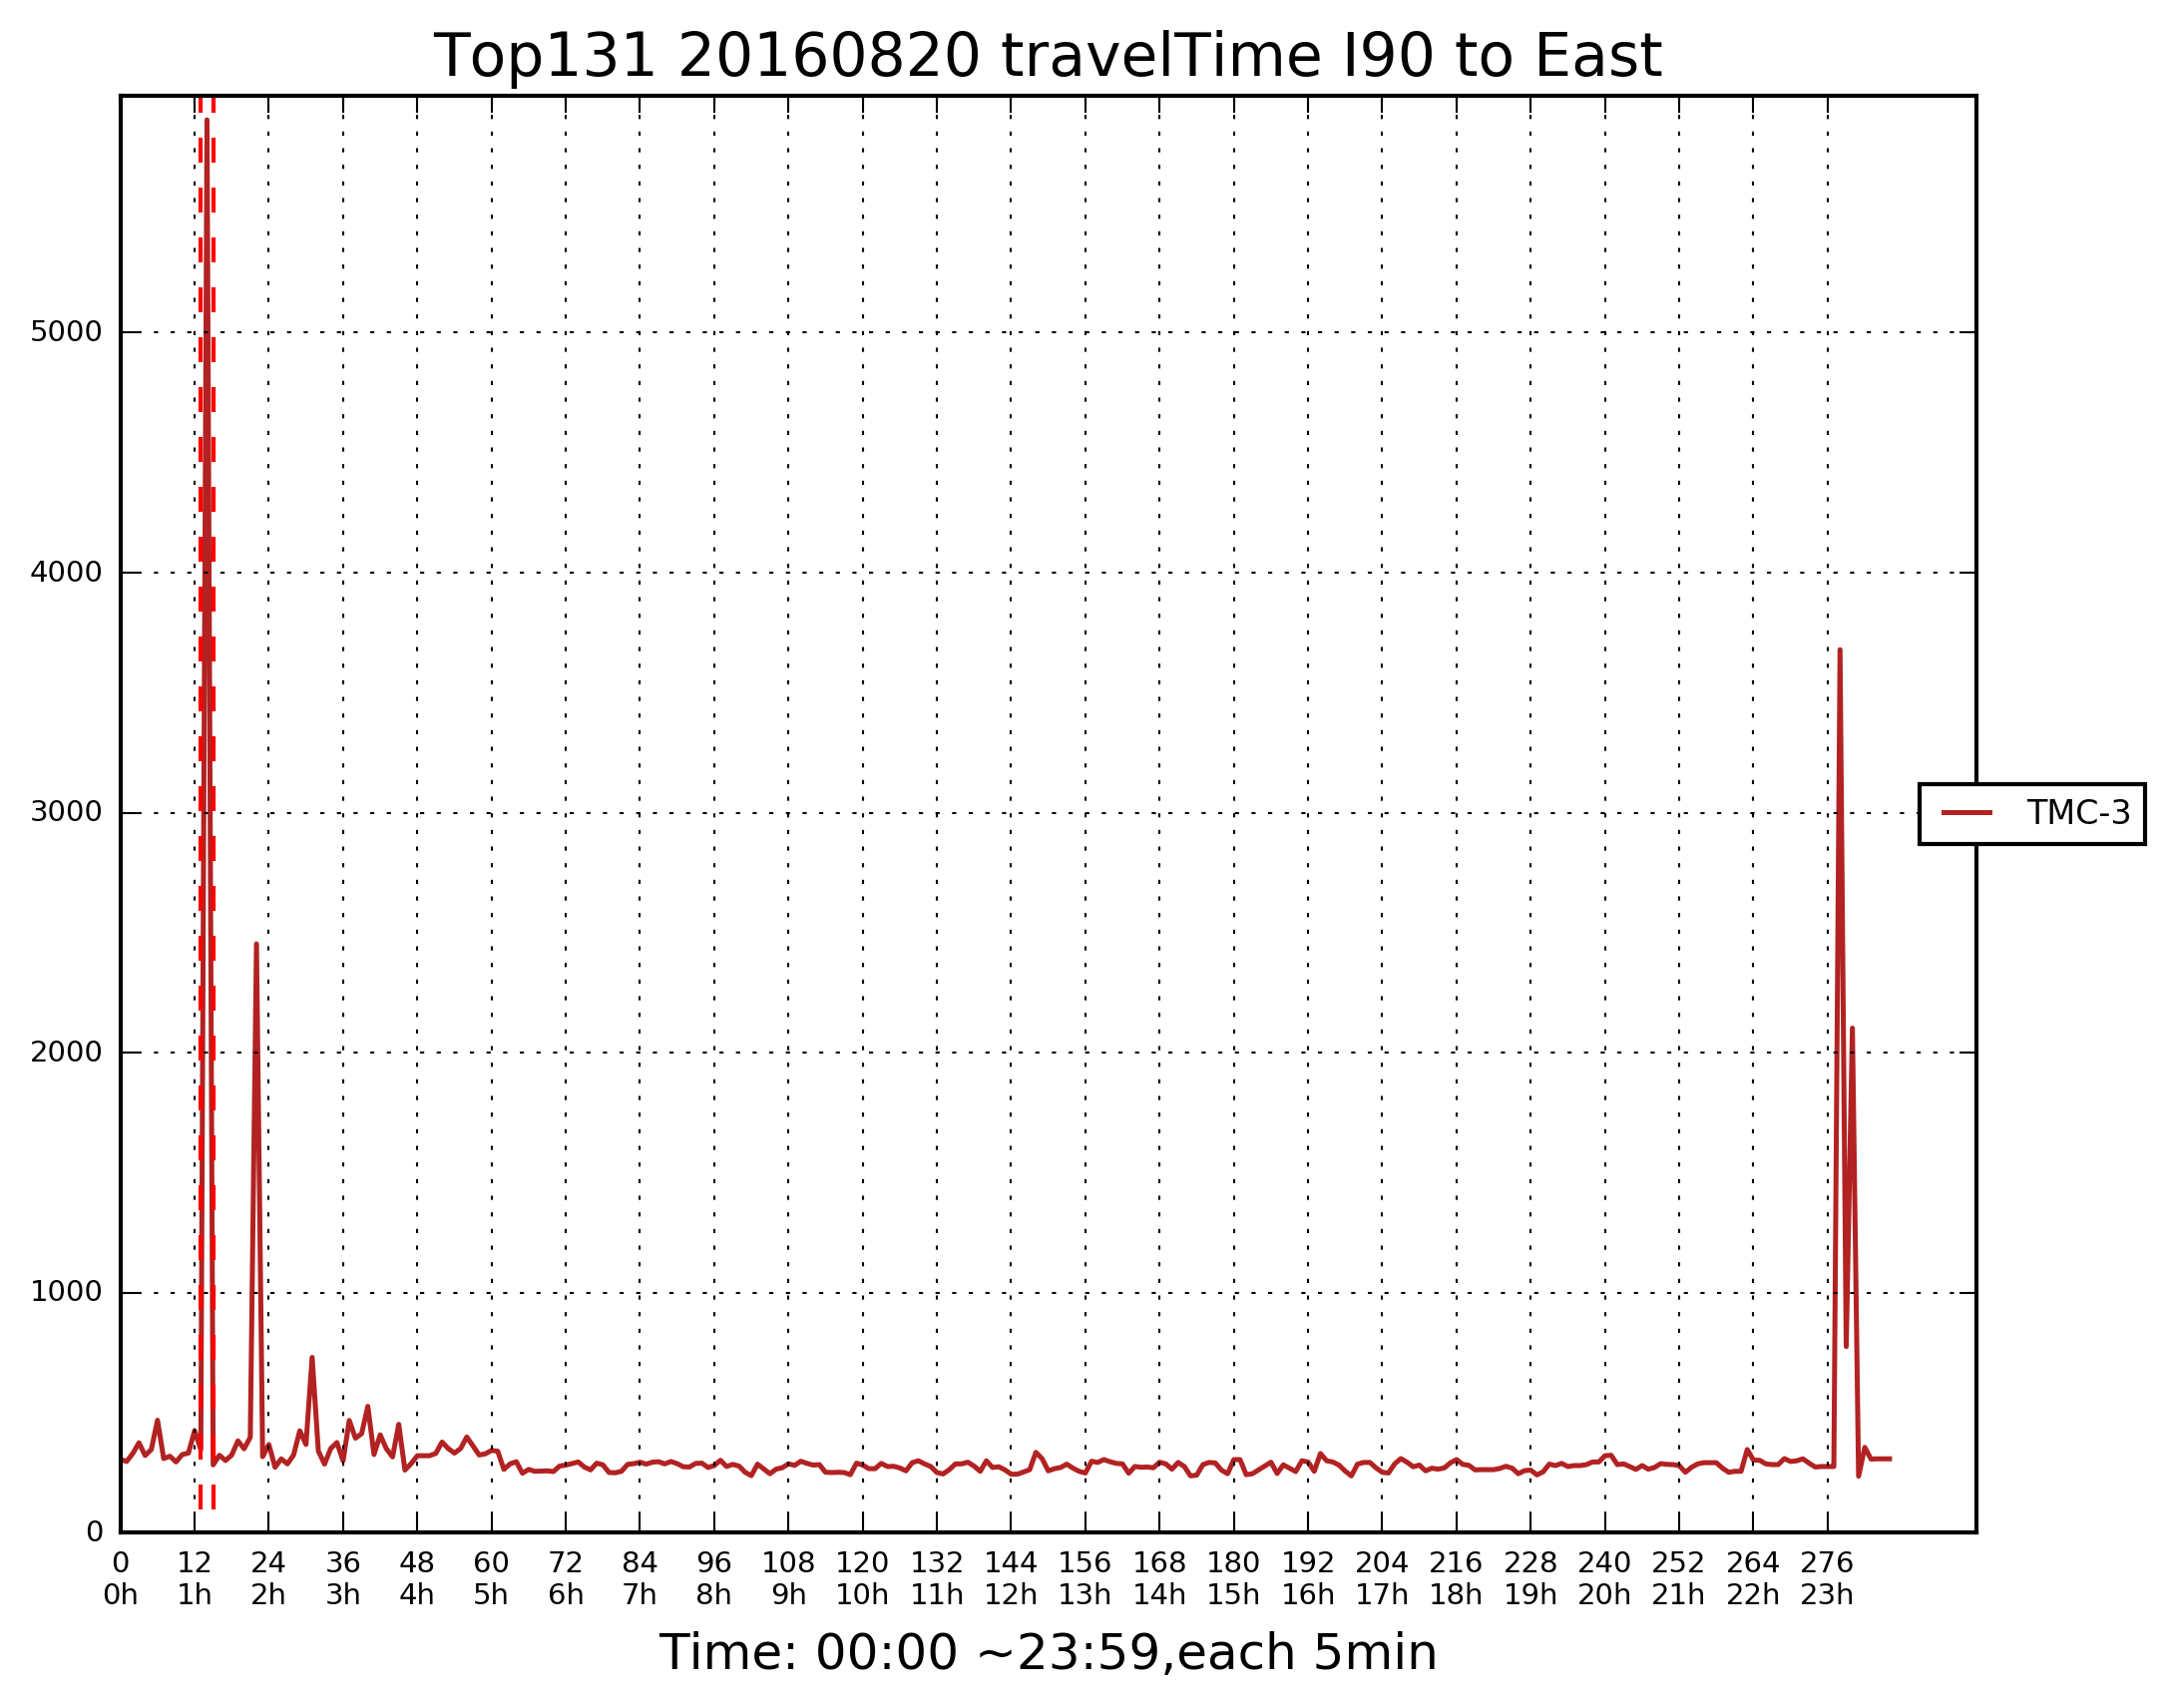 Top131 20160820 travelTime I90 to East
5000
4000
3000
2000
1000
0
TMC-3
0 12 24 36 48 60 72 84 96 108 120 132 144 156 168 180 192 204 216 228 240 252 264 276
0h 1h 2h 3h 4h 5h 6h 7h 8h 9h 10h 11h 12h 13h 14h 15h 16h 17h 18h 19h 20h 21h 22h 23h
Time: 00:00 ~23:59,each 5min